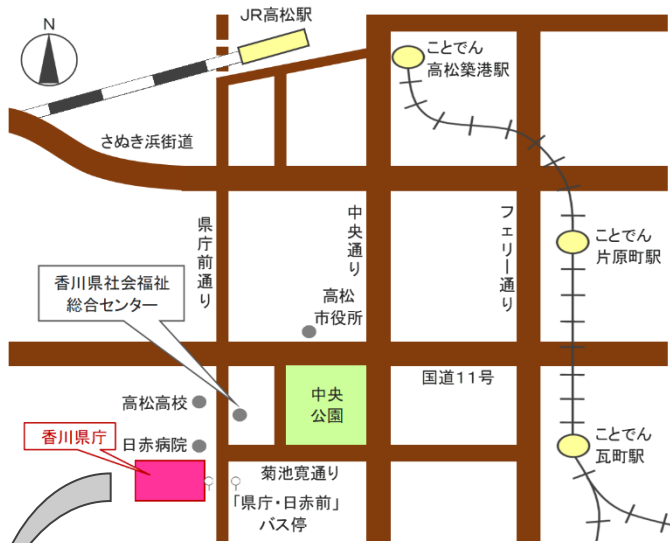 JR高松駅
N
ことでん
高松築港駅
さぬき浜街道
県庁前通り
中央通り
フェリー通り
ことでん
片原町駅
香川県社会福祉
総合センター
高松
市役所
国道11号
中央
公園
高松高校
香川県庁
日赤病院
ことでん
瓦町駅
菊池寛通り
「県庁・日赤前」
バス停